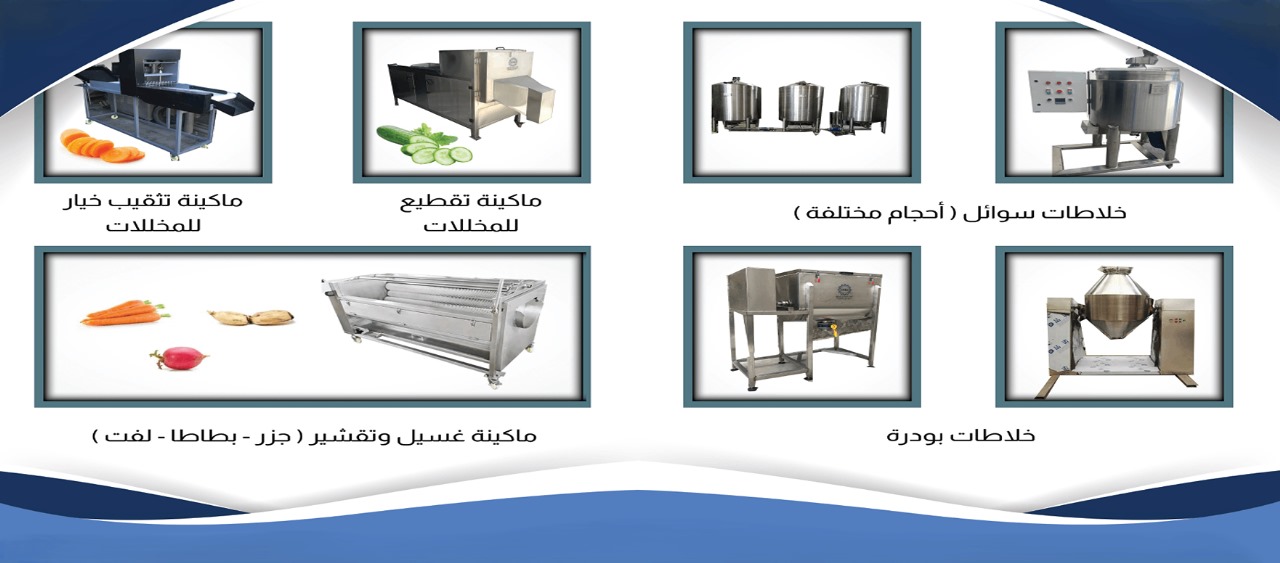 خلاطات سوائل ( أحجام مختلفة )
ماكينة تقطيع
للمخللات
ماكينة تثقيب خيار
للمخللات
خلاطات بودرة
ماكينة غسيل وتقشير ( جزر - بطاطا - لفت )